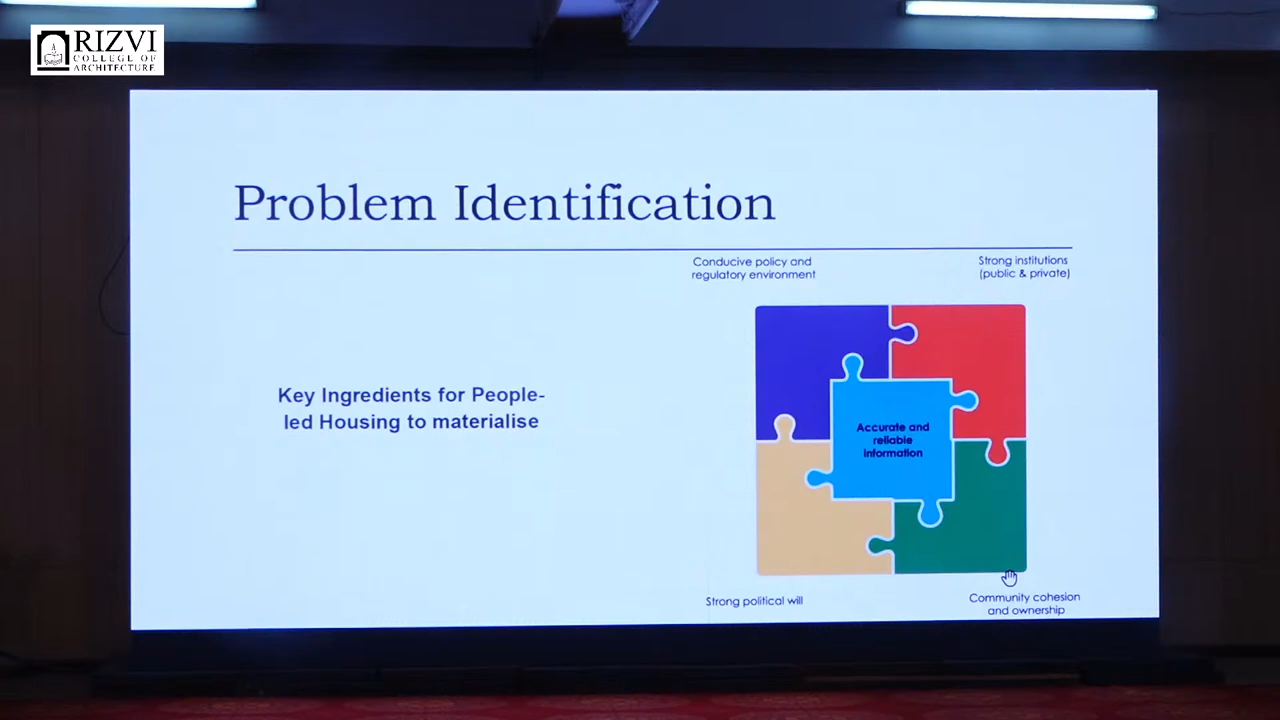 RIZVI
COLLEGE OF
ARCHITECTURE
Problem Identification
Conducive policy and
regulatory environment
Strong institutions
(public & private)
Key Ingredients for People-
led Housing to materialise
Accurate and
reliable
information
Strong political will
Community cohesion
and ownership